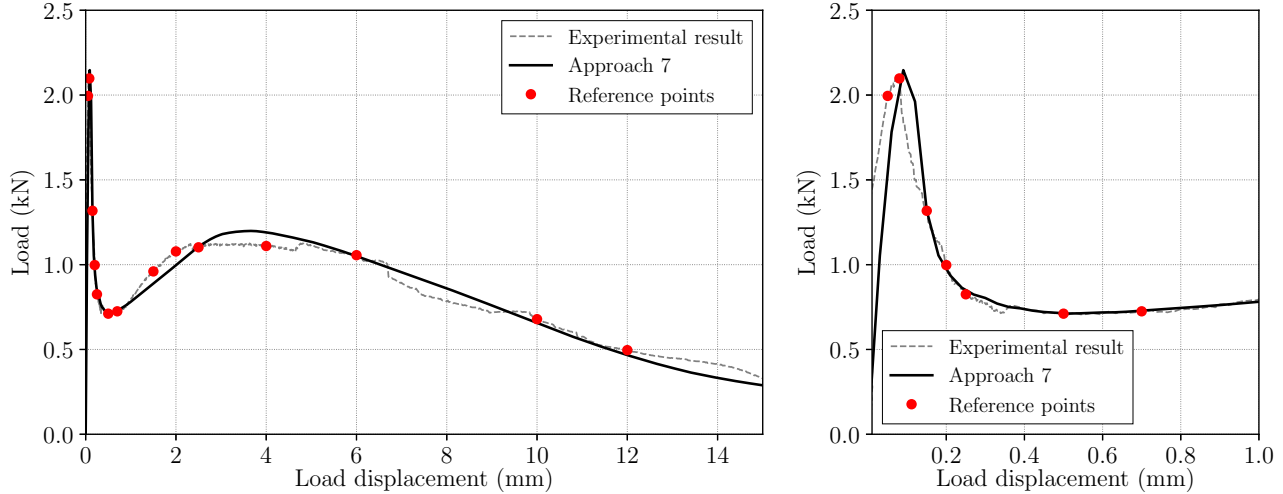 2.5
2.0
1.5
1.0
0.5
0.0
Load (kN)
0
2
4
6
8
10
12
14
Load displacement (mm)
Experimental result
Approach 7
Reference points
2.5
2.0
1.5
1.0
0.5
0.0
Load (kN)
0.2
0.4
0.6
0.8
1.0
Load displacement (mm)
Experimental result
Approach 7
Reference points